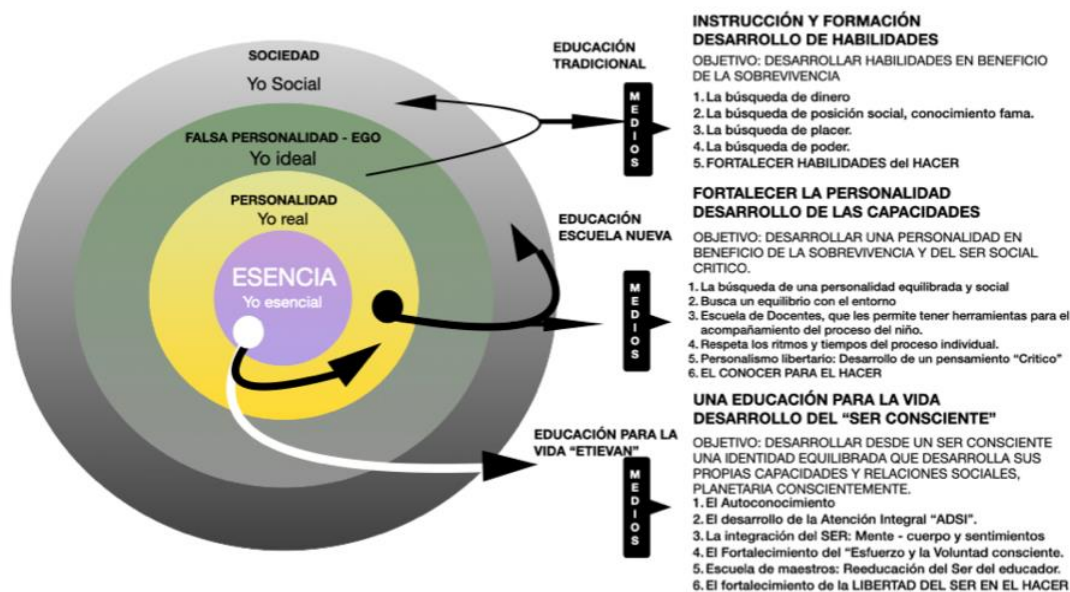 SOCIEDAD
Yo Social
FALSA PERSONALIDAD - EGO
Yo ideal
PERSONALIDAD
Yo real
ESENCIA
Yo esencial
EDUCACIÓN
TRADICIONAL
MEDIOS
INSTRUCCIÓN Y FORMACIÓN
DESARROLLO DE HABILIDADES
OBJETIVO: DESARROLLAR HABILIDADES EN BENEFICIO
DE LA SOBREVIVENCIA
1. La búsqueda de dinero
2. La búsqueda de posición social, conocimiento fama.
3. La búsqueda de placer.
4. La búsqueda de poder.
5. FORTALECER HABILIDADES del HACER
EDUCACIÓN
ESCUELA NUEVA
MEDIOS
FORTALECER LA PERSONALIDAD
DESARROLLO DE LAS CAPACIDADES
OBJETIVO: DESARROLLAR UNA PERSONALIDAD EN
BENEFICIO DE LA SOBREVIVENCIA Y DEL SER SOCIAL
CRITICO.
1. La búsqueda de una personalidad equilibrada y social
2. Busca un equilibrio con el entorno
3. Escuela de Docentes, que les permite tener herramientas para el
acompañamiento del proceso del niño.
4. Respeta los ritmos y tiempos del proceso individual.
5. Personalismo libertario: Desarrollo de un pensamiento “Critico”
6. EL CONOCER PARA EL HACER
EDUCACIÓN PARA LA
VIDA “ETIEVAN”
MEDIOS
UNA EDUCACIÓN PARA LA VIDA
DESARROLLO DEL “SER CONSCIENTE”
OBJETIVO: DESARROLLAR DESDE UN SER CONSCIENTE
UNA IDENTIDAD EQUILIBRADA QUE DESARROLLA SUS
PROPIAS CAPACIDADES Y RELACIONES SOCIALES,
PLANETARIA CONSCIENTEMENTE.
1. El Autoconocimiento
2. El desarrollo de la Atención Integral “ADSI”.
3. La integración del SER: Mente - cuerpo y sentimientos
4. El Fortalecimiento del “Esfuerzo y la Voluntad consciente.
5. Escuela de maestros: Reeducación del Ser del educador.
6. El fortalecimiento de la LIBERTAD DEL SER EN EL HACER